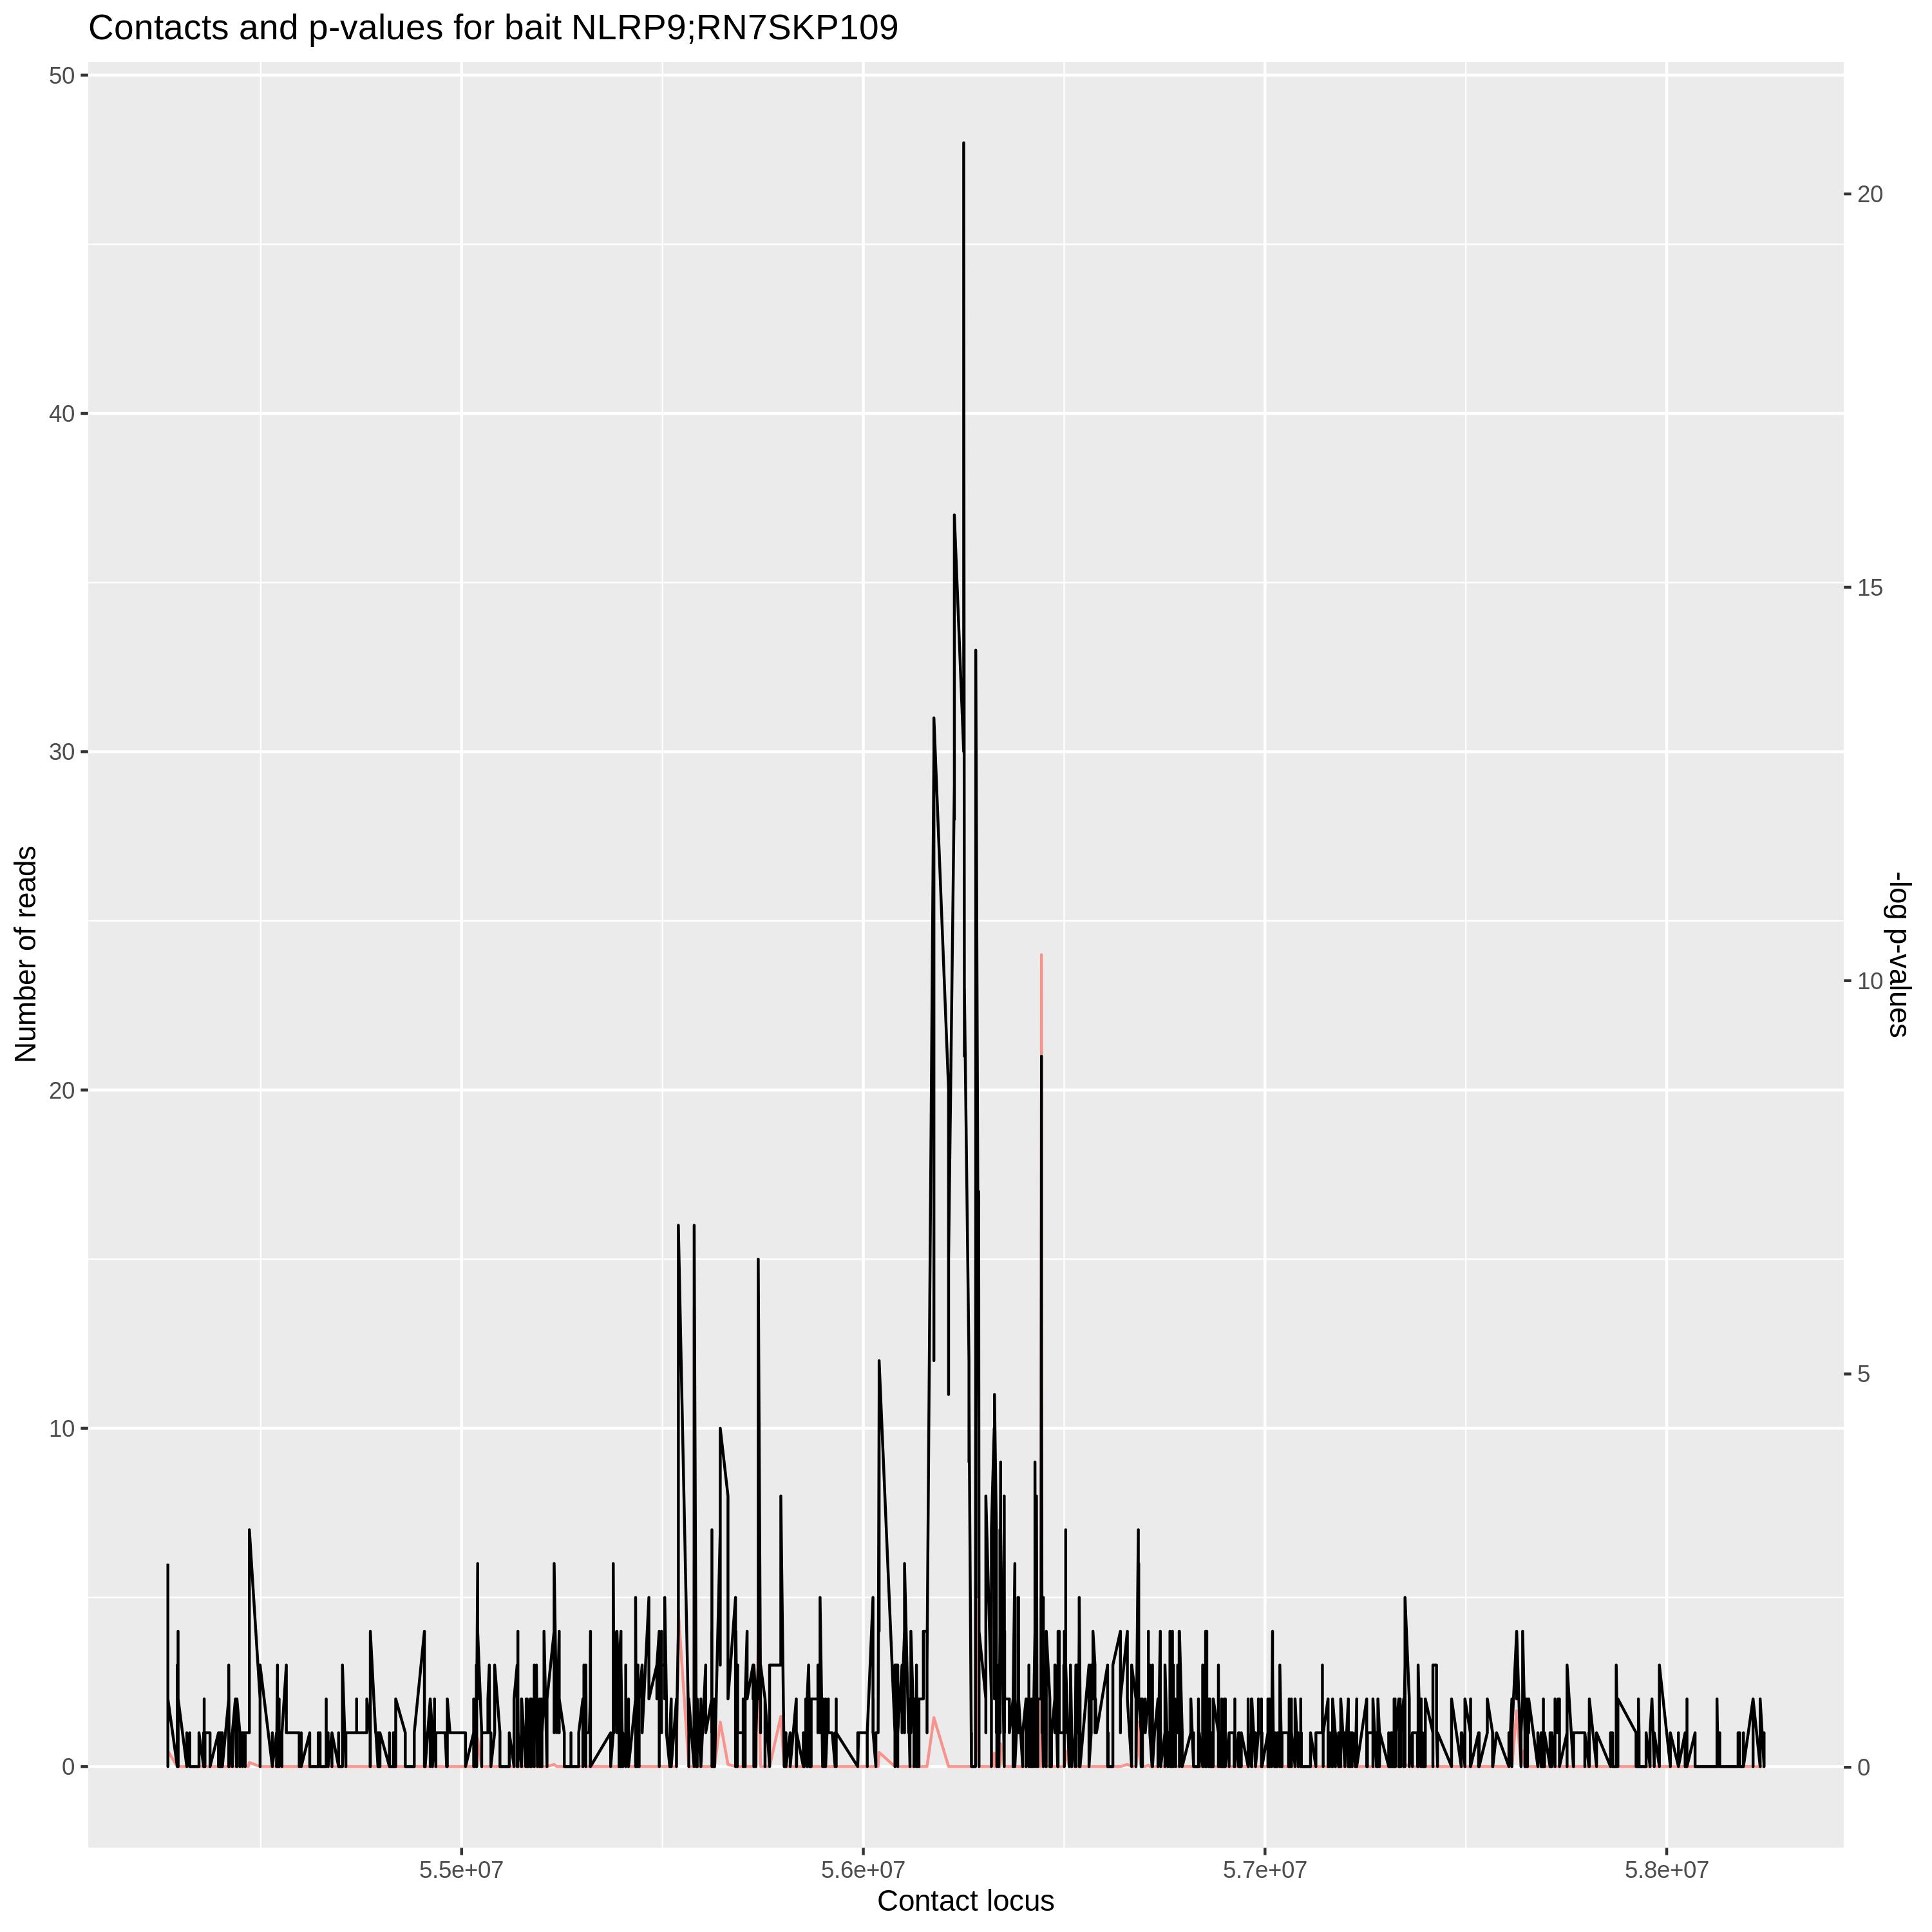 Contacts and p-values for bait NLRP9;RN7SKP109
50
40
30
20
10
0
Number of reads
20
15
10
5
0
-log p-values
5.5e+07
5.6e+07
5.7e+07
5.8e+07
Contact locus